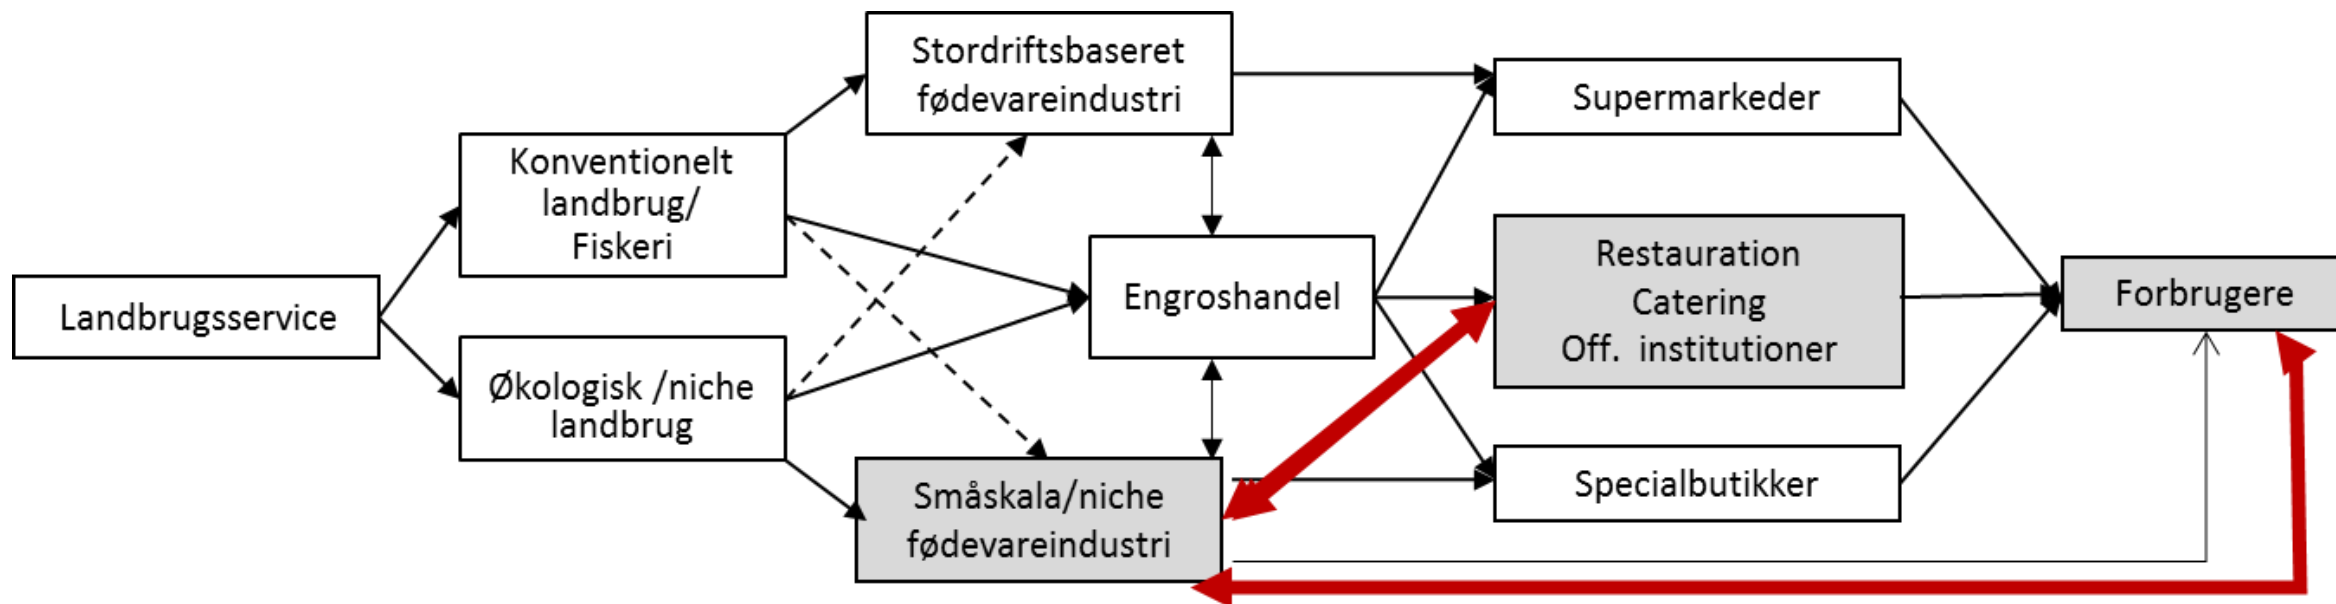 Landbrugsservice
Konventionelt
landbrug/
Fiskeri
Økologisk /niche
landbrug
Stordriftsbaseret
fødevareindustri
Engroshandel
Småskala/niche
fødevareindustri
Supermarkeder
Restauration
Catering
Off. institutioner
Specialbutikker
Forbrugere